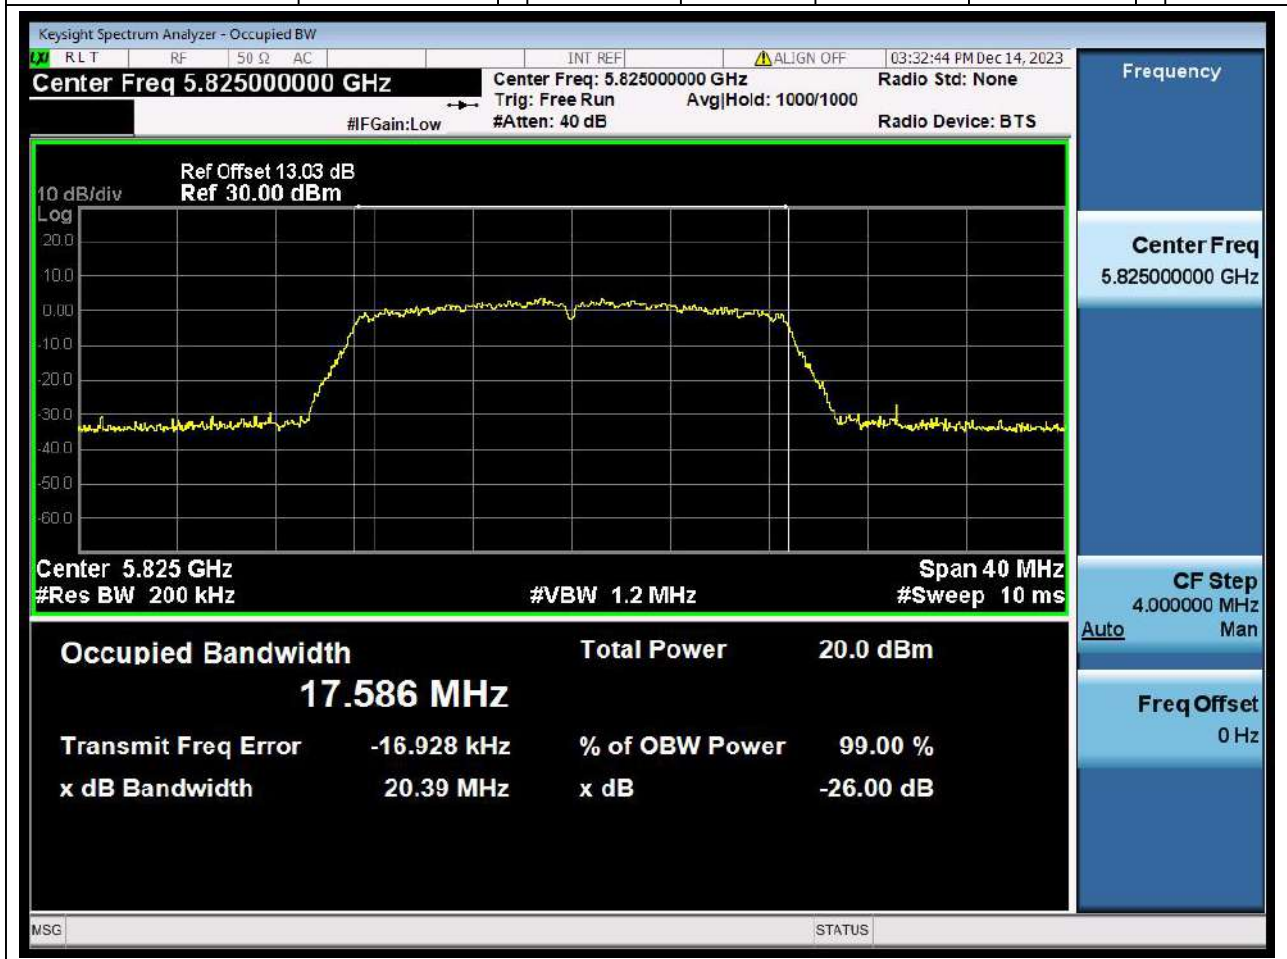 Keysight Spectrum Analyzer - Occupied BW
LXI RLT RF 50 Ω AC INT REF ALIGN OFF 03:32:44 PM Dec 14, 2023
Center Freq 5.825000000 GHz
Center Freq: 5.825000000 GHz
Radio Std: None
Trig: Free Run Avg|Hold: 1000/1000
#IFGain:Low
#Atten: 40 dB
Radio Device: BTS
Ref Offset 13.03 dB
10 dB/div Ref 30.00 dBm
Log
20.0
10.0
0.00
-10.0
-20.0
-30.0
-40.0
-50.0
-60.0
Center 5.825 GHz Span 40 MHz
#Res BW 200 kHz #VBW 1.2 MHz #Sweep 10 ms
Occupied Bandwidth Total Power 20.0 dBm
17.586 MHz
Transmit Freq Error -16.928 kHz % of OBW Power 99.00 %
x dB Bandwidth 20.39 MHz x dB -26.00 dB
MSG STATUS
Frequency
Center Freq
5.825000000 GHz
CF Step
4.000000 MHz
Auto Man
Freq Offset
0 Hz